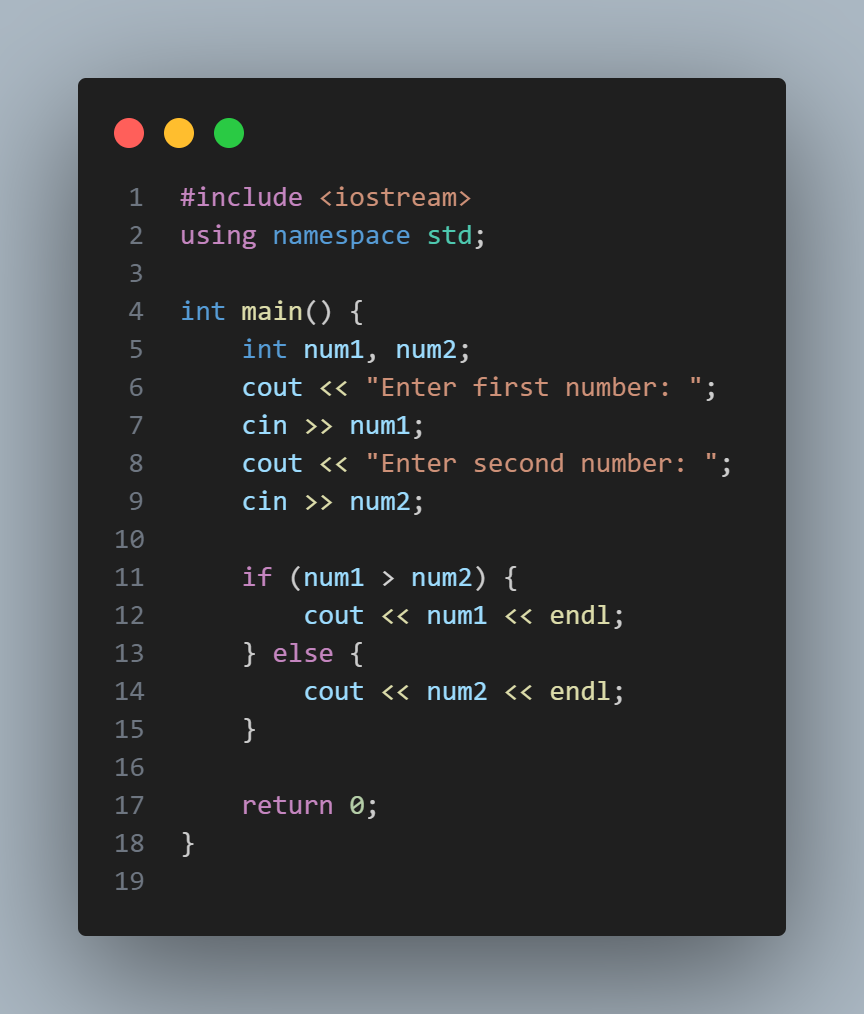 1 #include <iostream>
2 using namespace std;
3
4 int main() {
5     int num1, num2;
6     cout << "Enter first number: ";
7     cin >> num1;
8     cout << "Enter second number: ";
9     cin >> num2;
10
11     if (num1 > num2) {
12         cout << num1 << endl;
13     } else {
14         cout << num2 << endl;
15     }
16
17     return 0;
18 }
19